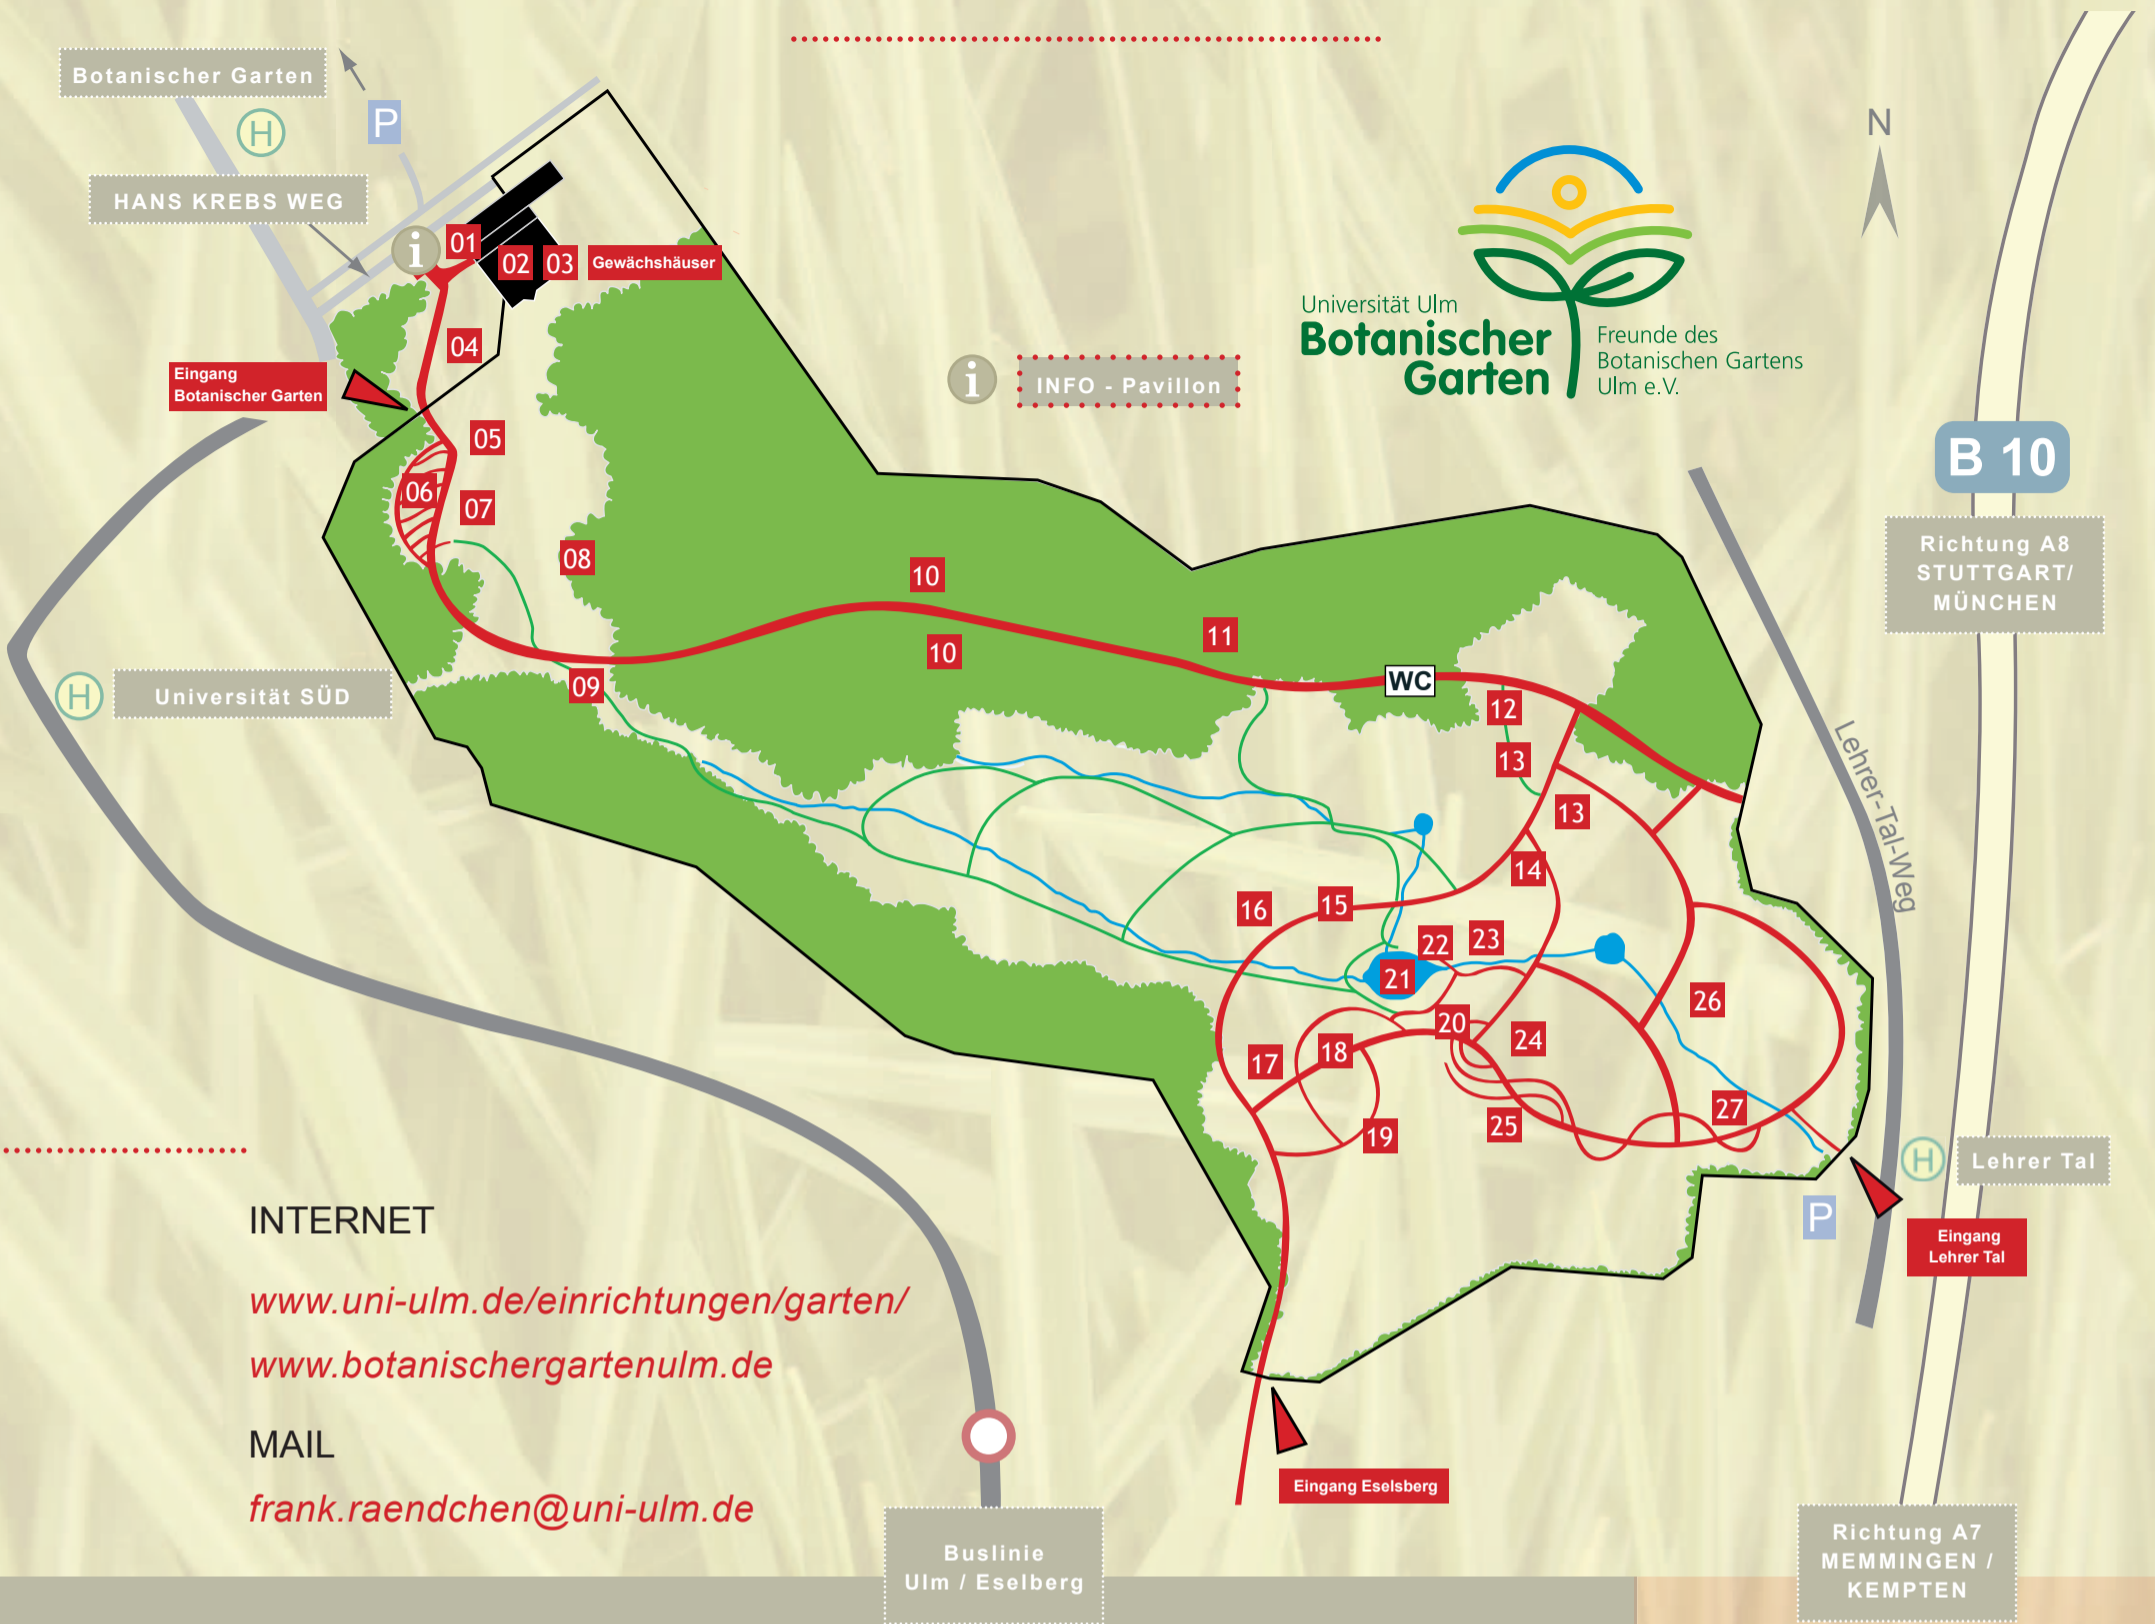 Botanischer Garten
H
P
HANS KREBS WEG
i
01
02
03
Gewächshäuser
04
Eingang
Botanischer Garten
05
06
07
08
09
10
10
11
WC
12
13
13
14
15
16
17
18
19
20
21
22
23
24
25
26
27
i
INFO - Pavillon
Universität Ulm
Botanischer
Garten
Freunde des
Botanischen Gartens
Ulm e.V.
N
B 10
Richtung A8
STUTTGART/
MÜNCHEN
Lehrer-Tal-Weg
H
Universität SÜD
H
Lehrer Tal
P
Eingang
Lehrer Tal
Eingang Eselsberg
INTERNET
www.uni-ulm.de/einrichtungen/garten/
www.botanischergartenulm.de
MAIL
frank.raendchen@uni-ulm.de
Buslinie
Ulm / Eselberg
Richtung A7
MEMMINGEN /
KEMPTEN